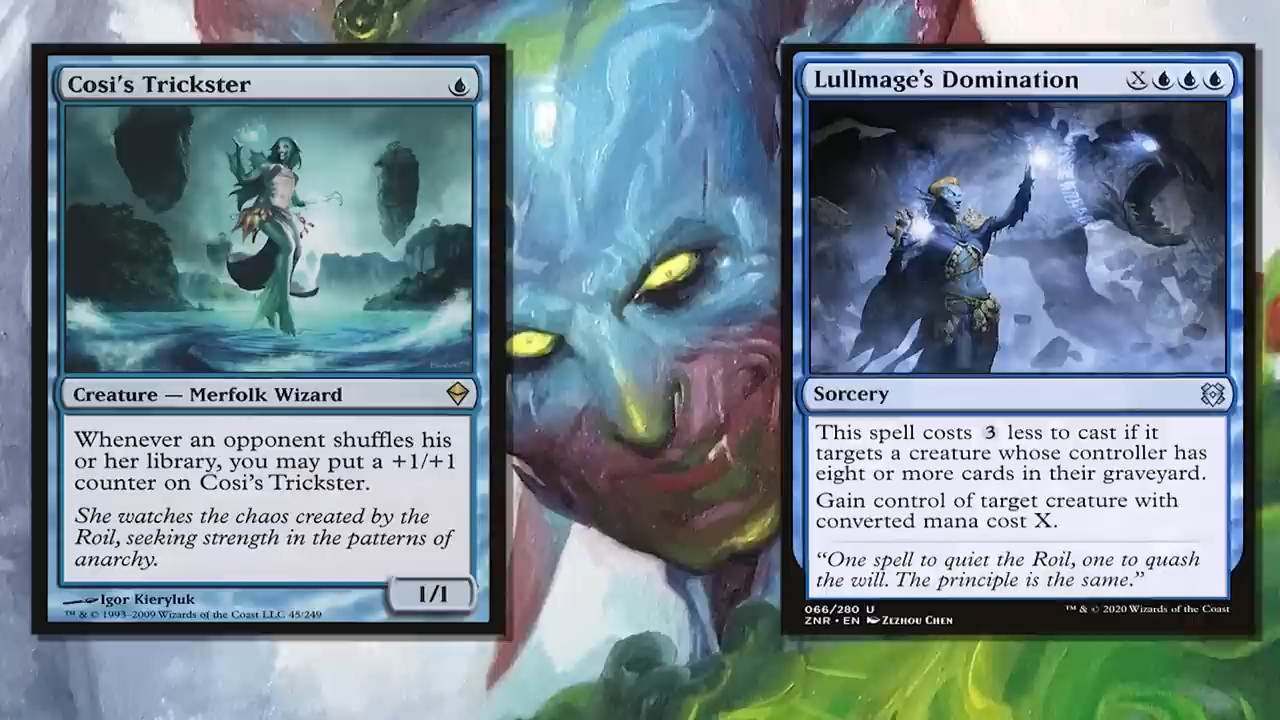 Cosi's Trickster
Creature — Merfolk Wizard
Whenever an opponent shuffles his
or her library, you may put a +1/+1
counter on Cosi's Trickster.
She watches the chaos created by the
Roil, seeking strength in the patterns of
anarchy.
1/1
Igor Kieryluk
™ & © 1993–2009 Wizards of the Coast LLC 45/249
Lullmage's Domination
X
Sorcery
This spell costs 3 less to cast if it
targets a creature whose controller has
eight or more cards in their graveyard.
Gain control of target creature with
converted mana cost X.
“One spell to quiet the Roil, one to quash
the will. The principle is the same.”
066/280 U
ZNR • EN Zezhou Chen
™ & © 2020 Wizards of the Coast